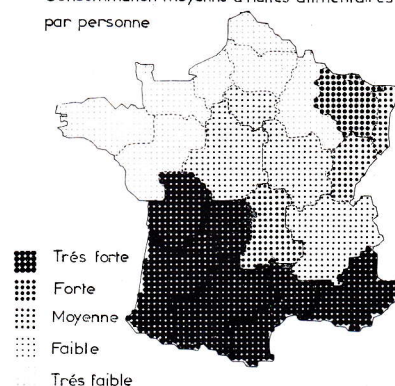 Consommation moyenne d'huiles alimentaires
par personne
Trés forte
Forte
Moyenne
Faible
Trés faible